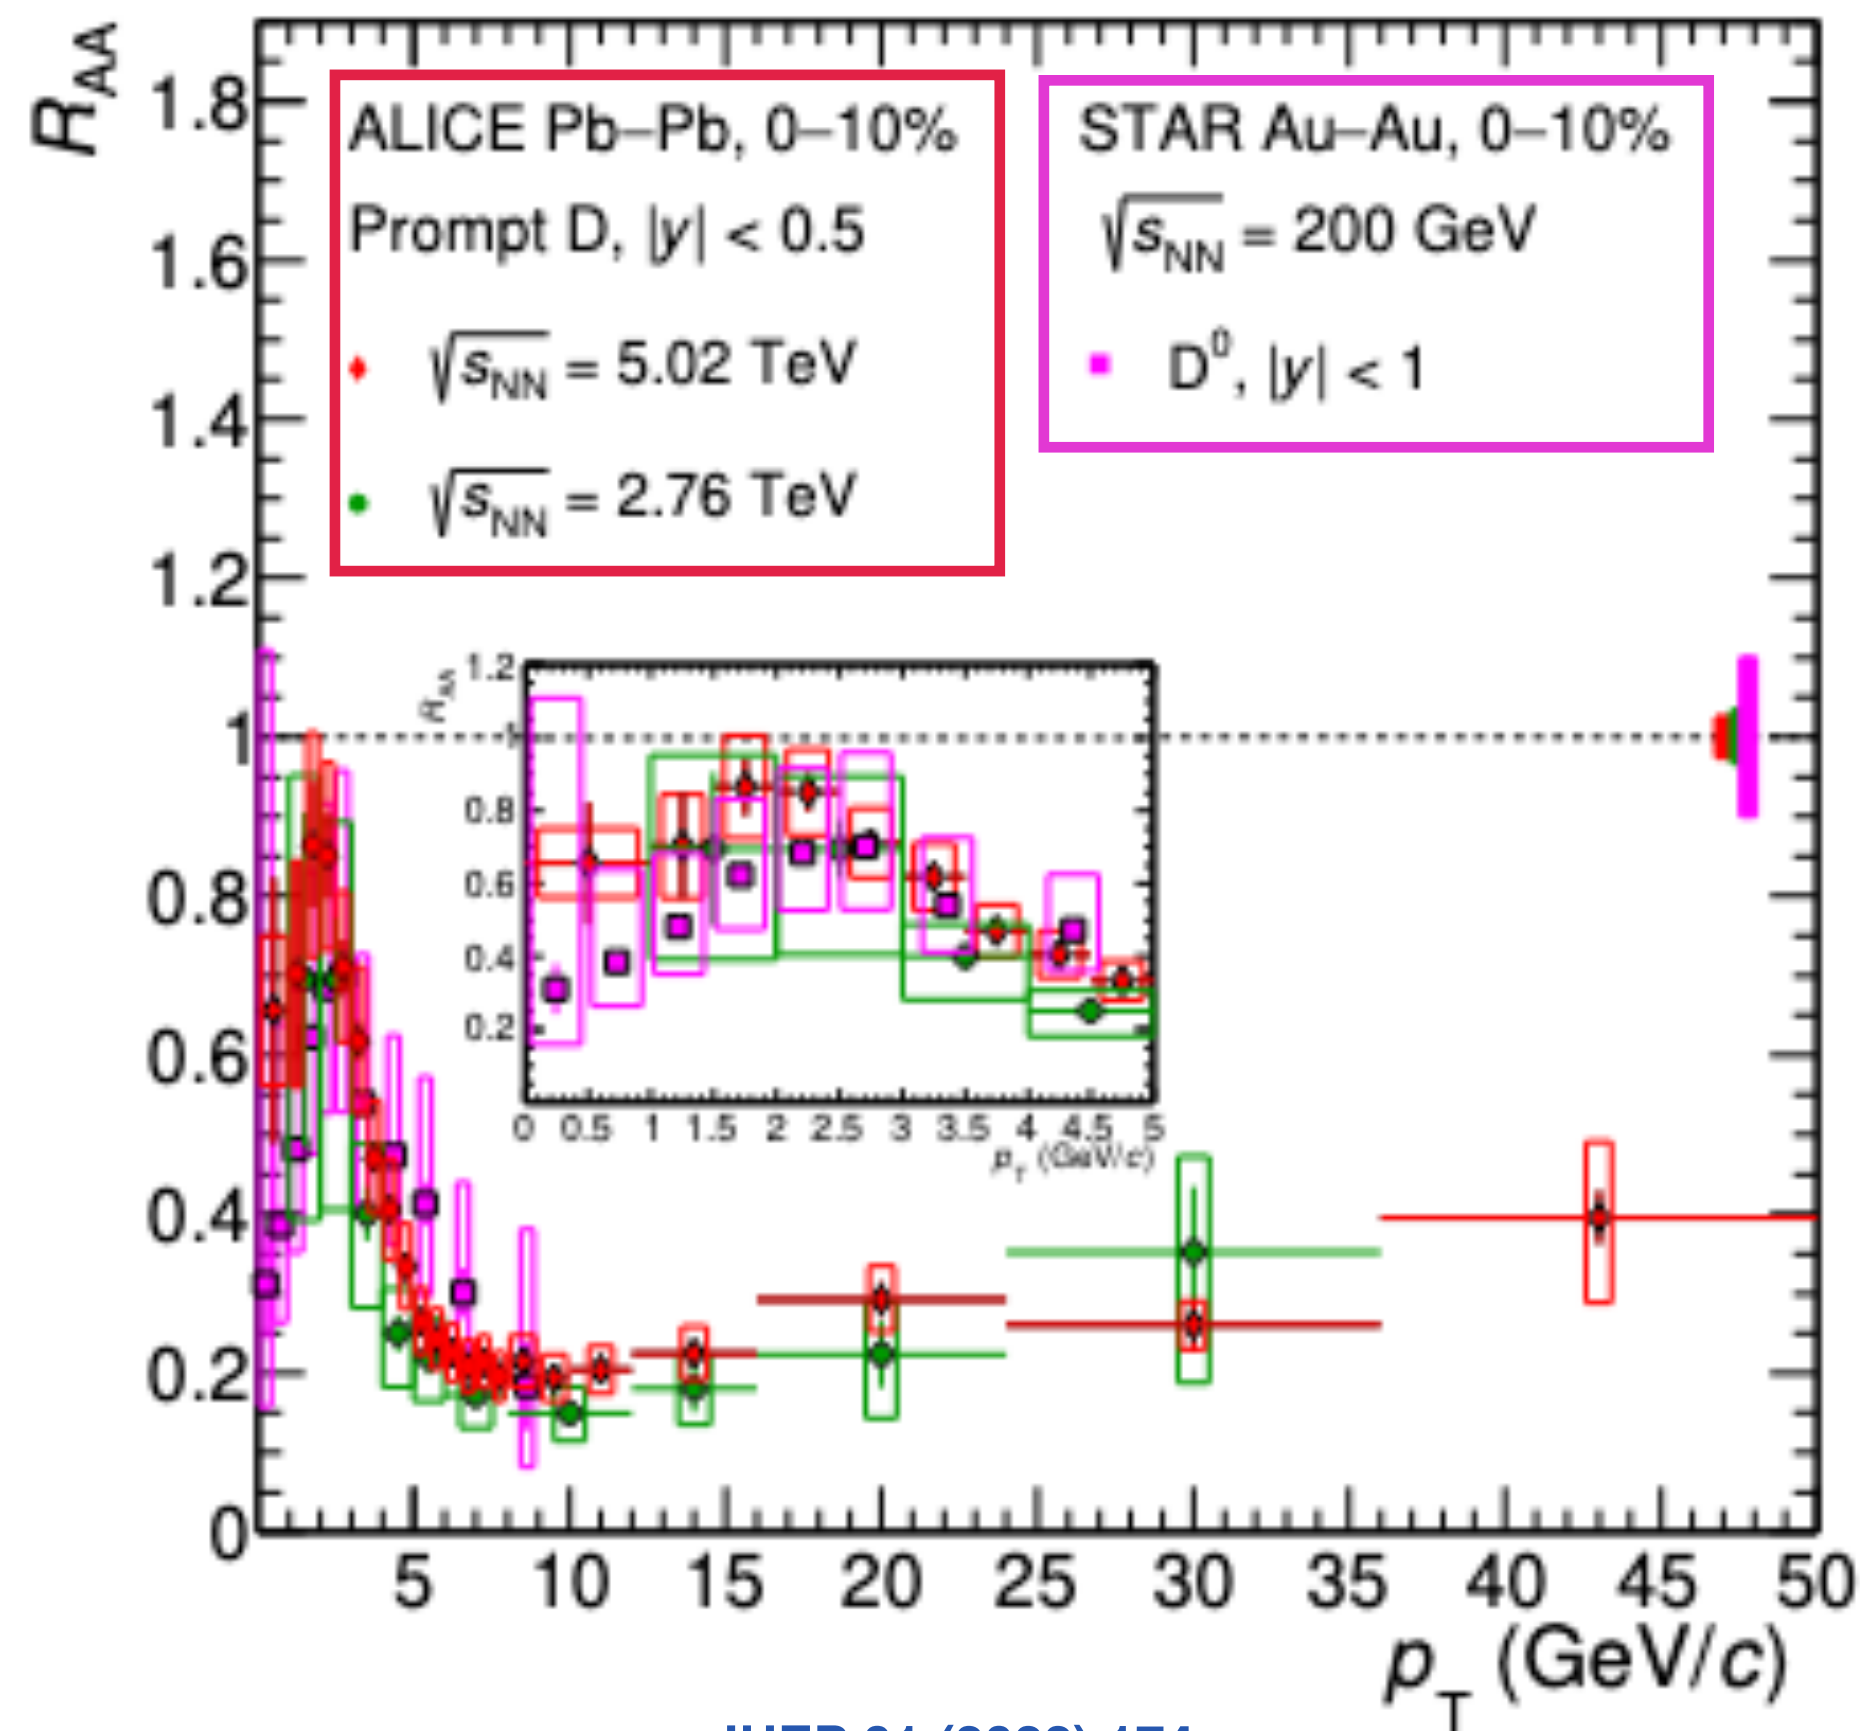 R_AA
1.8
1.6
1.4
1.2
1
0.8
0.6
0.4
0.2
0
ALICE Pb–Pb, 0–10%
Prompt D, |y| < 0.5
√s_NN = 5.02 TeV
√s_NN = 2.76 TeV
STAR Au–Au, 0–10%
√s_NN = 200 GeV
D⁰, |y| < 1
R_AA
1.2
1
0.8
0.6
0.4
0.2
0 0.5 1 1.5 2 2.5 3 3.5 4 4.5 5
p_T (GeV/c)
5 10 15 20 25 30 35 40 45 50
p_T (GeV/c)